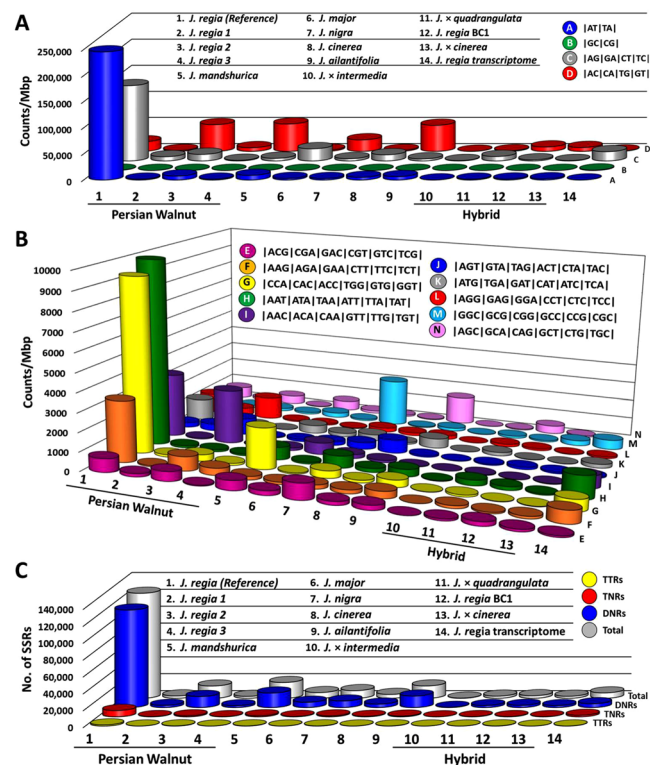 A
1. J. regia (Reference) 6. J. major 11. J. × quadrangulata
2. J. regia 1 7. J. nigra 12. J. regia BC1
3. J. regia 2 8. J. cinerea 13. J. × cinerea
4. J. regia 3 9. J. ailantifolia 14. J. regia transcriptome
5. J. mandshurica 10. J. × intermedia
A |AT|TA|
B |GC|CG|
C |AG|GA|CT|TC|
D |AC|CA|TG|GT|
Counts/Mbp
250,000
200,000
150,000
100,000
50,000
0
D
C
B
A
1 2 3 4 5 6 7 8 9 10 11 12 13 14
Persian Walnut Hybrid
B
E |ACG|CGA|GAC|CGT|GTC|TCG|
F |AAG|AGA|GAA|CTT|TTC|TCT|
G |CCA|CAC|ACC|TGG|GTG|GGT|
H |AAT|ATA|TAA|ATT|TTA|TAT|
I |AAC|ACA|CAA|GTT|TTG|TGT|
J |AGT|GTA|TAG|ACT|CTA|TAC|
K |ATG|TGA|GAT|CAT|ATC|TCA|
L |AGG|GAG|GGA|CCT|CTC|TCC|
M |GGC|GCG|CGG|GCC|CCG|CGC|
N |AGC|GCA|CAG|GCT|CTG|TGC|
Counts/Mbp
10000
9000
8000
7000
6000
5000
4000
3000
2000
1000
0
N
M
L
K
J
I
H
G
F
E
1 2 3 4 5 6 7 8 9 10 11 12 13 14
Persian Walnut Hybrid
C
1. J. regia (Reference) 6. J. major 11. J. × quadrangulata
2. J. regia 1 7. J. nigra 12. J. regia BC1
3. J. regia 2 8. J. cinerea 13. J. × cinerea
4. J. regia 3 9. J. ailantifolia 14. J. regia transcriptome
5. J. mandshurica 10. J. × intermedia
TTRs
TNRs
DNRs
Total
No. of SSRs
140,000
120,000
100,000
80,000
60,000
40,000
20,000
0
Total
DNRs
TNRs
TTRs
1 2 3 4 5 6 7 8 9 10 11 12 13 14
Persian Walnut Hybrid